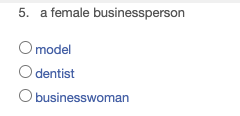 5. a female businessperson
model
dentist
businesswoman